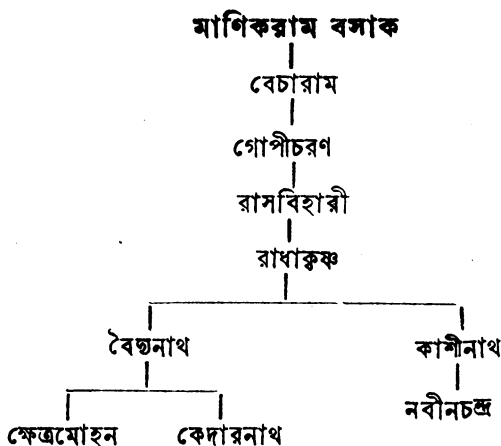 মাণিকরাম বসাক
বেচারাম
গোপীচরণ
রাসবিহারী
রাধাকৃষ্ণ
বৈদ্যনাথ কাশীনাথ
নবীনচন্দ্র
ক্ষেত্রমোহন কেদারনাথ